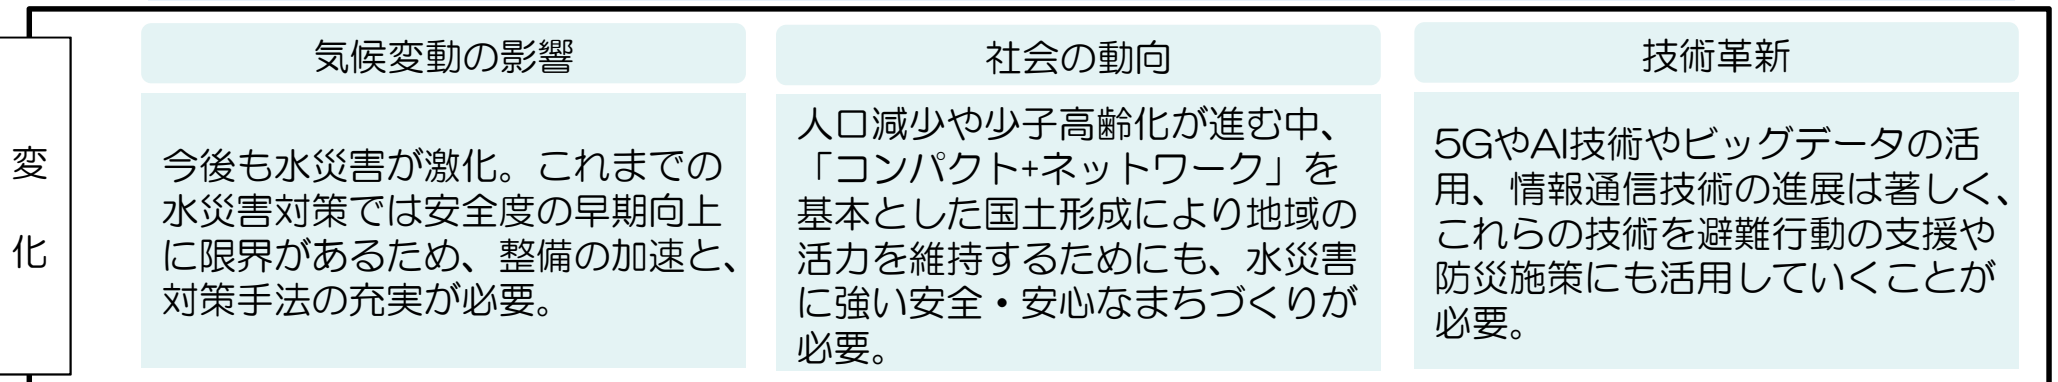 変化
気候変動の影響
今後も水災害が激化。これまでの
水災害対策では安全度の早期向上
に限界があるため、整備の加速と、
対策手法の充実が必要。
社会の動向
人口減少や少子高齢化が進む中、
「コンパクト+ネットワーク」を
基本とした国土形成により地域の
活力を維持するためにも、水災害
に強い安全・安心なまちづくりが
必要。
技術革新
5GやAI技術やビッグデータの活
用、情報通信技術の進展は著しく、
これらの技術を避難行動の支援や
防災施策にも活用していくことが
必要。